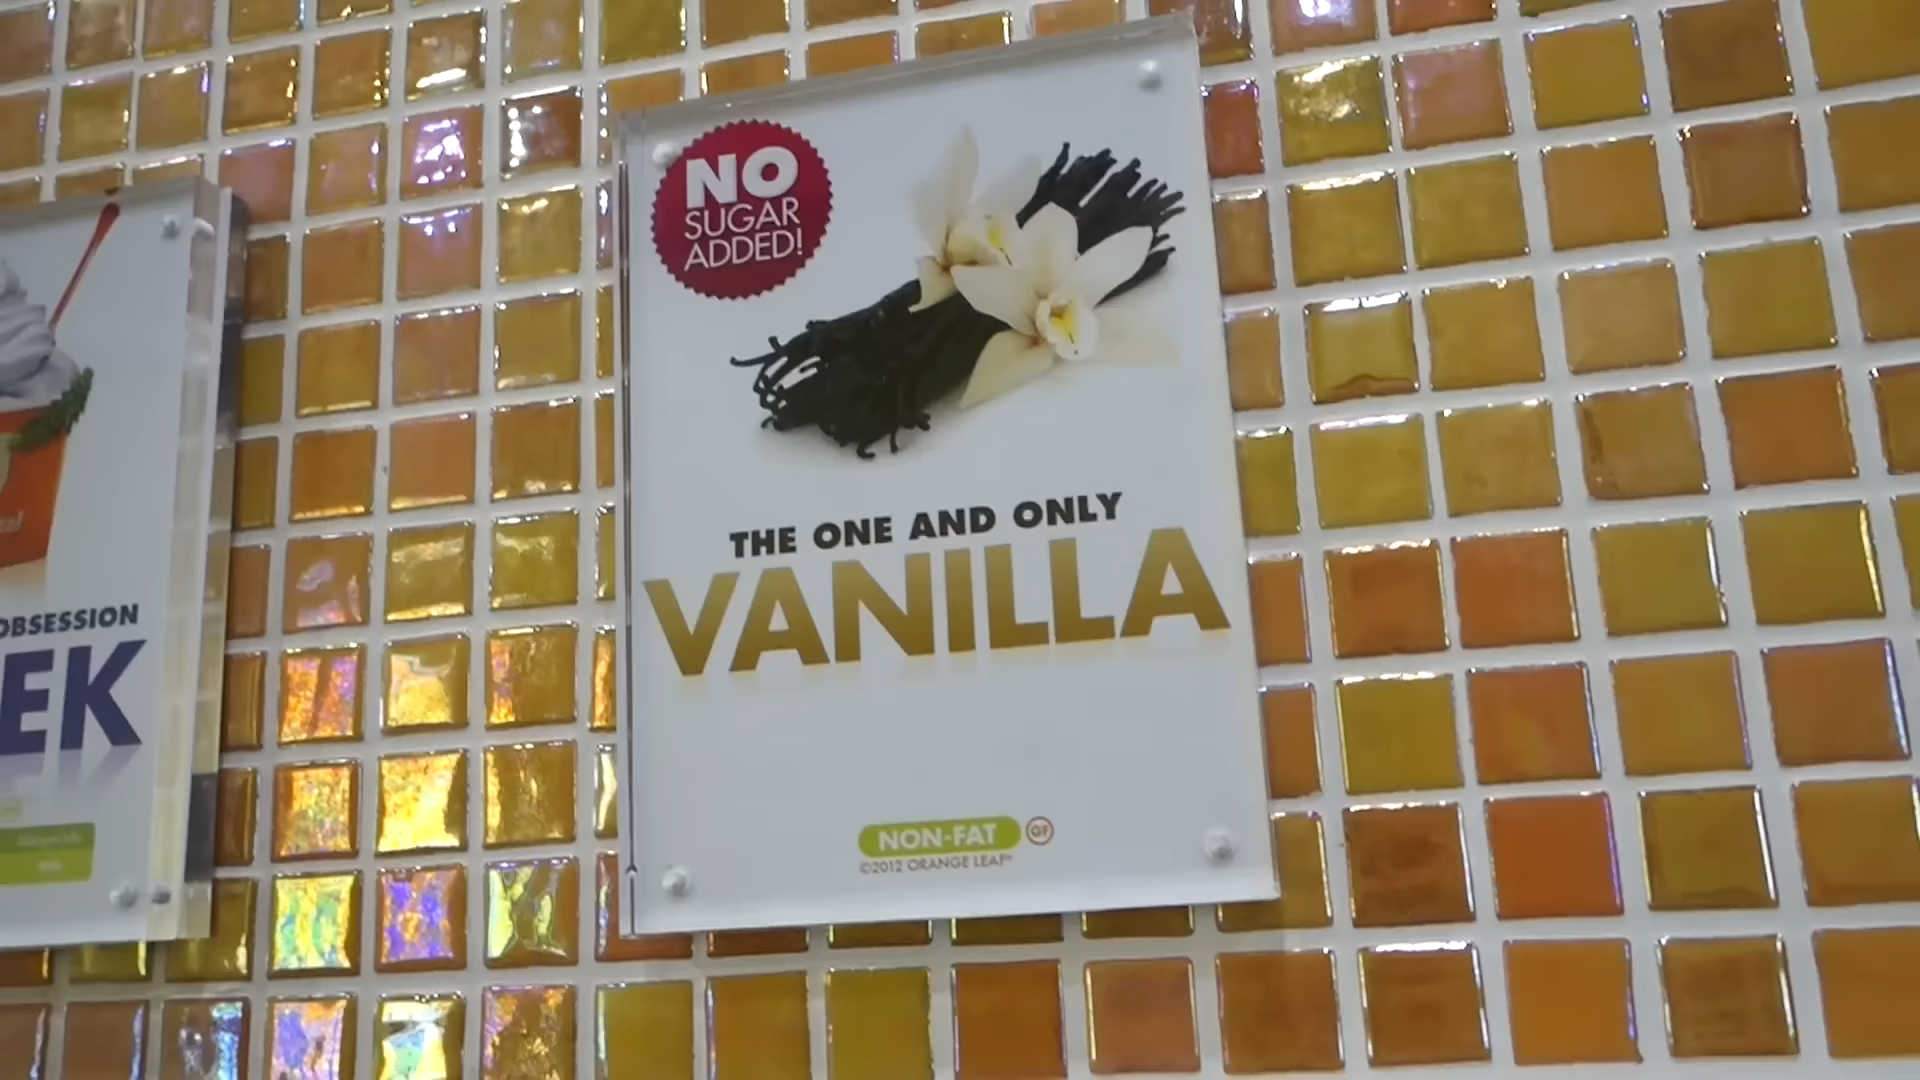 OBSESSION
EK
NO
SUGAR
ADDED!
THE ONE AND ONLY
VANILLA
NON-FAT GF
©2012 ORANGE LEAF